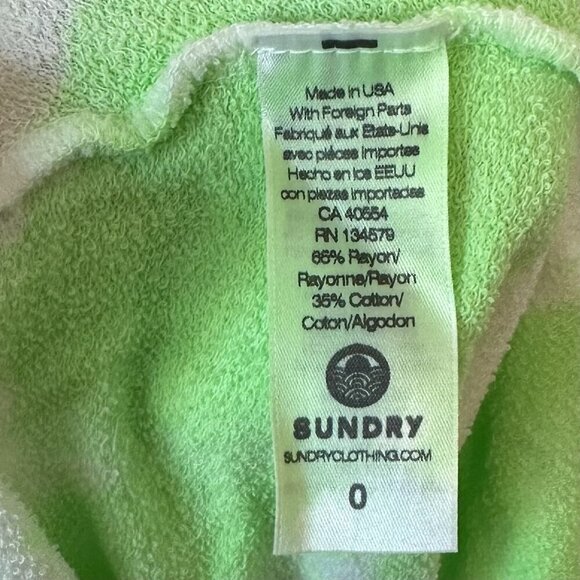 Made in USA
With Foreign Parts
Fabriqué aux Etats-Unis
avec pièces importes
Hecho en los EEUU
con piezas importadas
CA 40554
RN 134579
65% Rayon/
Rayonne/Rayon
35% Cotton/
Coton/Algodon
SUNDRY
SUNDRYCLOTHING.COM
0